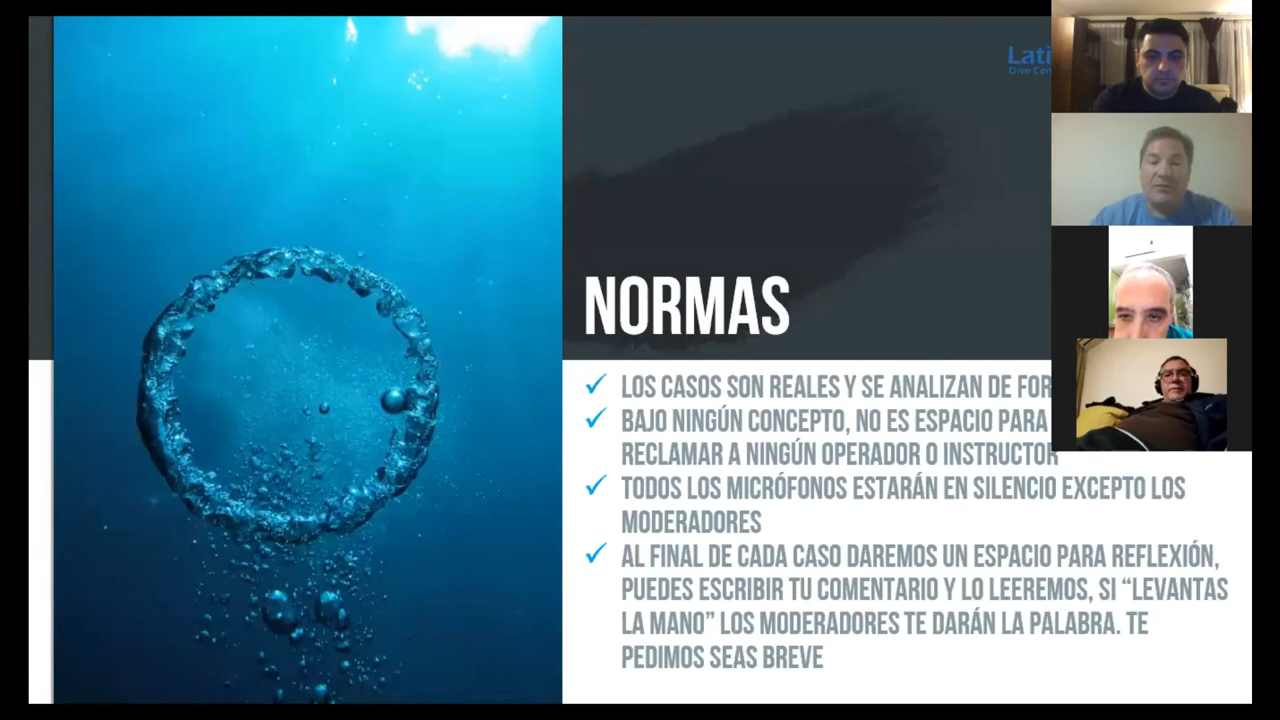 NORMAS
LOS CASOS SON REALES Y SE ANALIZAN DE
BAJO NINGÚN CONCEPTO, NO ES ESPACIO PARA
RECLAMAR A NINGÚN OPERADOR O INSTRUCTOR
TODOS LOS MICRÓFONOS ESTARÁN EN SILENCIO EXCEPTO LOS
MODERADORES
AL FINAL DE CADA CASO DAREMOS UN ESPACIO PARA REFLEXIÓN,
PUEDES ESCRIBIR TU COMENTARIO Y LO LEEREMOS, SI “LEVANTAS
LA MANO” LOS MODERADORES TE DARÁN LA PALABRA. TE
PEDIMOS SEAS BREVE